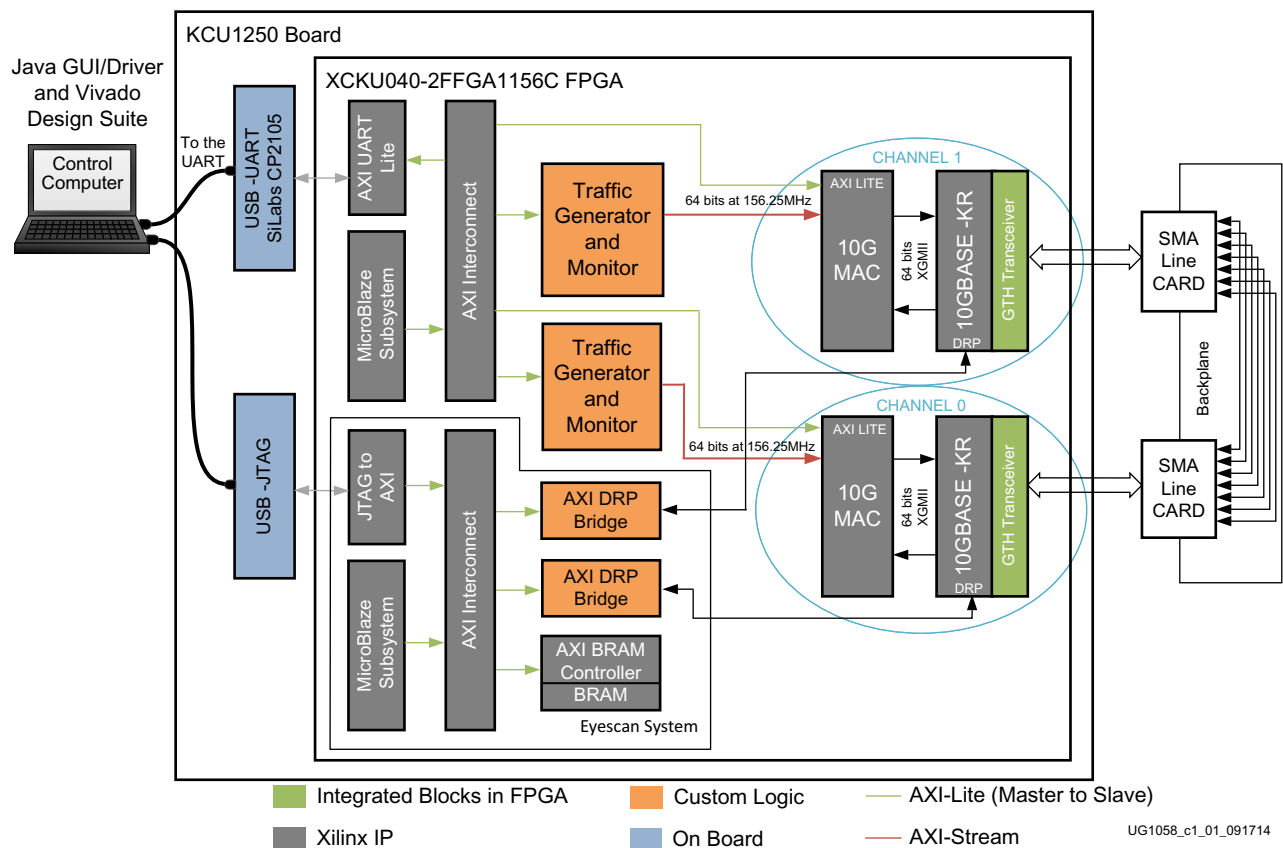 KCU1250 Board
Java GUI/Driver
and Vivado
Design Suite
To the
UART
Control
Computer
USB -UART
SiLabs CP2105
USB -JTAG
XCKU040-2FFGA1156C FPGA
AXI UART
Lite
MicroBlaze
Subsystem
AXI Interconnect
Traffic
Generator
and
Monitor
64 bits at 156.25MHz
Traffic
Generator
and
Monitor
64 bits at 156.25MHz
CHANNEL 1
AXI LITE
10G
MAC
64 bits
XGMII
10GBASE -KR
DRP
GTH Transceiver
CHANNEL 0
AXI LITE
10G
MAC
64 bits
XGMII
10GBASE -KR
DRP
GTH Transceiver
SMA
Line
CARD
Backplane
SMA
Line
CARD
JTAG to
AXI
MicroBlaze
Subsystem
AXI Interconnect
AXI DRP
Bridge
AXI DRP
Bridge
AXI BRAM
Controller
BRAM
Eyescan System
Integrated Blocks in FPGA
Custom Logic
AXI-Lite (Master to Slave)
Xilinx IP
On Board
AXI-Stream
UG1058_c1_01_091714